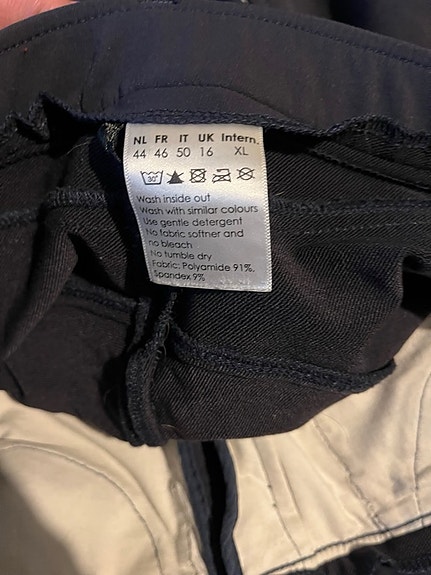 NL FR IT UK Intern.
44 46 50 16 XL
30°
Wash inside out
Wash with similar colours
Use gentle detergent
No fabric softner and
no bleach
No tumble dry
Fabric: Polyamide 91%,
Spandex 9%